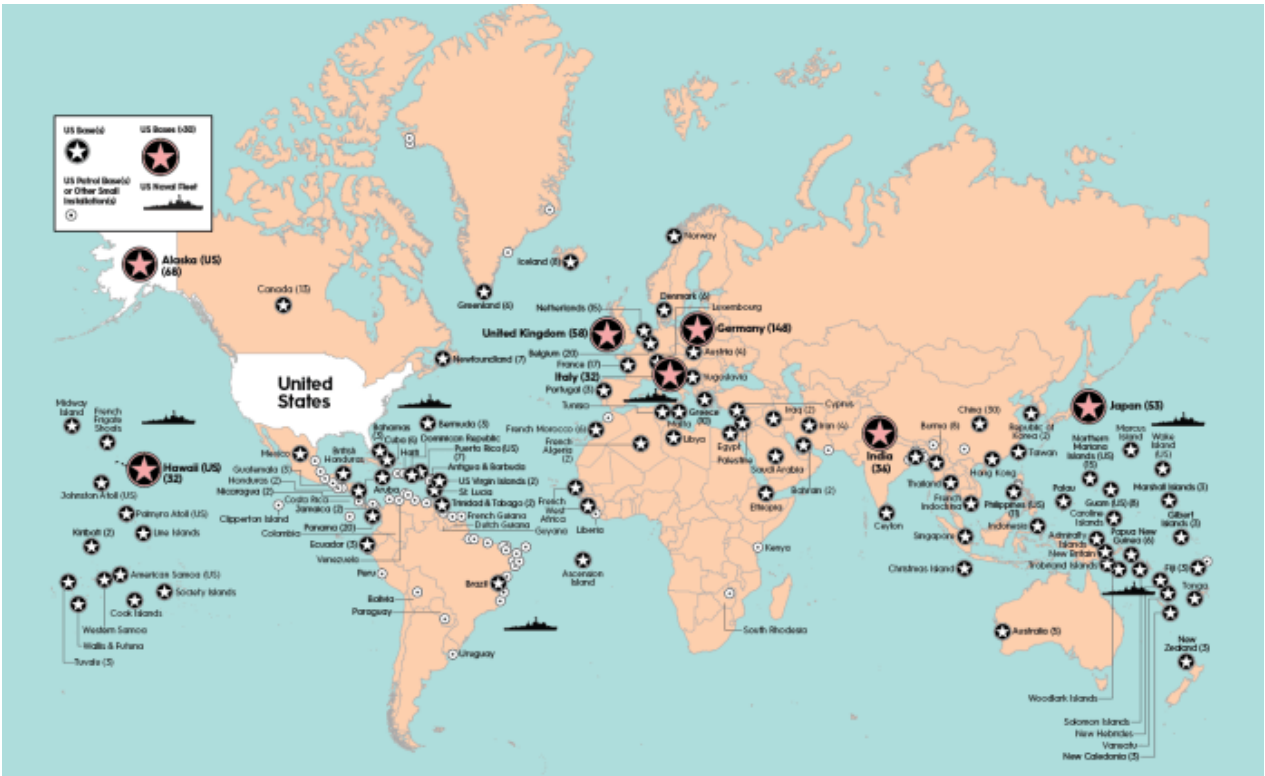 US Base(s)
US Bases (>30)
US Patrol Base(s)
or Other Small
Installation(s)
US Naval Fleet
Alaska (US)
(68)
Canada (13)
United
States
Newfoundland (7)
Greenland (6)
Iceland (8)
Norway
Denmark (6)
Netherlands (15)
Luxembourg
United Kingdom (58)
Germany (148)
Belgium (20)
Austria (4)
France (17)
Italy (32)
Yugoslavia
Portugal (3)
Tunisia
Greece
(10)
Malta
Cyprus
Iraq (2)
Iran (4)
French Morocco (6)
French
Algeria
(2)
Libya
Egypt
Palestine
Saudi Arabia
Bahrain (2)
Ethiopia
French
West
Africa
Liberia
Kenya
South Rhodesia
Ascension
Island
Midway
Island
French
Frigate
Shoals
Hawaii (US)
(32)
Johnston Atoll (US)
Palmyra Atoll (US)
Kiribati (2)
Line Islands
American Samoa (US)
Society Islands
Cook Islands
Western Samoa
Wallis & Futuna
Tuvalu (3)
Mexico
British
Honduras
Bahamas
Bermuda (3)
Cuba (6)
Haiti
Dominican Republic
Puerto Rico (US)
(7)
Antigua & Barbuda
US Virgin Islands (2)
St. Lucia
Trinidad & Tobago (2)
Aruba
Guatemala (3)
Honduras (2)
Nicaragua (2)
Costa Rica
Jamaica (2)
Clipperton Island
Panama (20)
Colombia
Ecuador (3)
Venezuela
French Guiana
Dutch Guiana
Guyana
Peru
Brazil
Bolivia
Paraguay
Uruguay
India
(36)
Ceylon
Burma (8)
China (30)
Hong Kong
Thailand
French
Indochina
Singapore
Indonesia
Christmas Island
Philippines (US)
Republic of
Korea (2)
Taiwan
Japan (53)
Northern
Mariana
Islands (US)
(15)
Marcus
Island
Wake
Island
(US)
Palau
Guam (US) (8)
Marshall Islands (3)
Caroline
Islands
Gilbert
Islands (3)
Admiralty
Islands
Papua New
Guinea (6)
New Britain
Trobriand Islands
Fiji (3)
Tonga
Australia (5)
New
Zealand (3)
Woodlark Islands
Solomon Islands
New Hebrides
Vanuatu
New Caledonia (3)